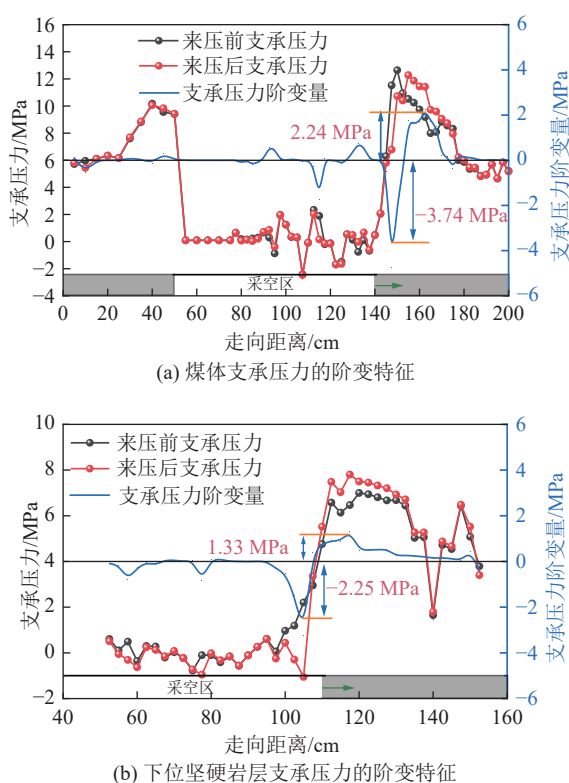 16
14
12
10
8
6
4
2
0
−2
−4
支承压力/MPa
来压前支承压力
来压后支承压力
支承压力阶变量
2.24 MPa
−3.74 MPa
采空区
6
4
2
0
−2
−4
−6
支承压力阶变量/MPa
0 20 40 60 80 100 120 140 160 180 200
走向距离/cm
(a) 煤体支承压力的阶变特征
10
8
6
4
2
0
−2
支承压力/MPa
来压前支承压力
来压后支承压力
支承压力阶变量
1.33 MPa
−2.25 MPa
采空区
6
4
2
0
−2
−4
−6
支承压力阶变量/MPa
40 60 80 100 120 140 160
走向距离/cm
(b) 下位坚硬岩层支承压力的阶变特征